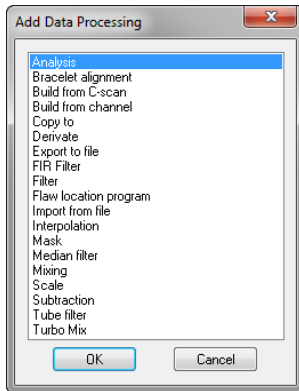 Add Data Processing
Analysis
Bracelet alignment
Build from C-scan
Build from channel
Copy to
Derivate
Export to file
FIR Filter
Filter
Flaw location program
Import from file
Interpolation
Mask
Median filter
Mixing
Scale
Subtraction
Tube filter
Turbo Mix
OK Cancel